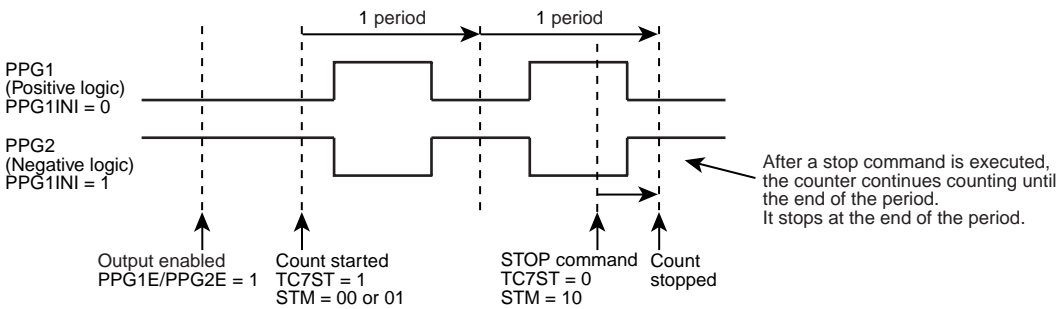 1 period
1 period
PPG1
(Positive logic)
PPG1INI = 0
PPG2
(Negative logic)
PPG1INI = 1
After a stop command is executed,
the counter continues counting until
the end of the period.
It stops at the end of the period.
Output enabled
PPG1E/PPG2E = 1
Count started
TC7ST = 1
STM = 00 or 01
STOP command
TC7ST = 0
STM = 10
Count
stopped